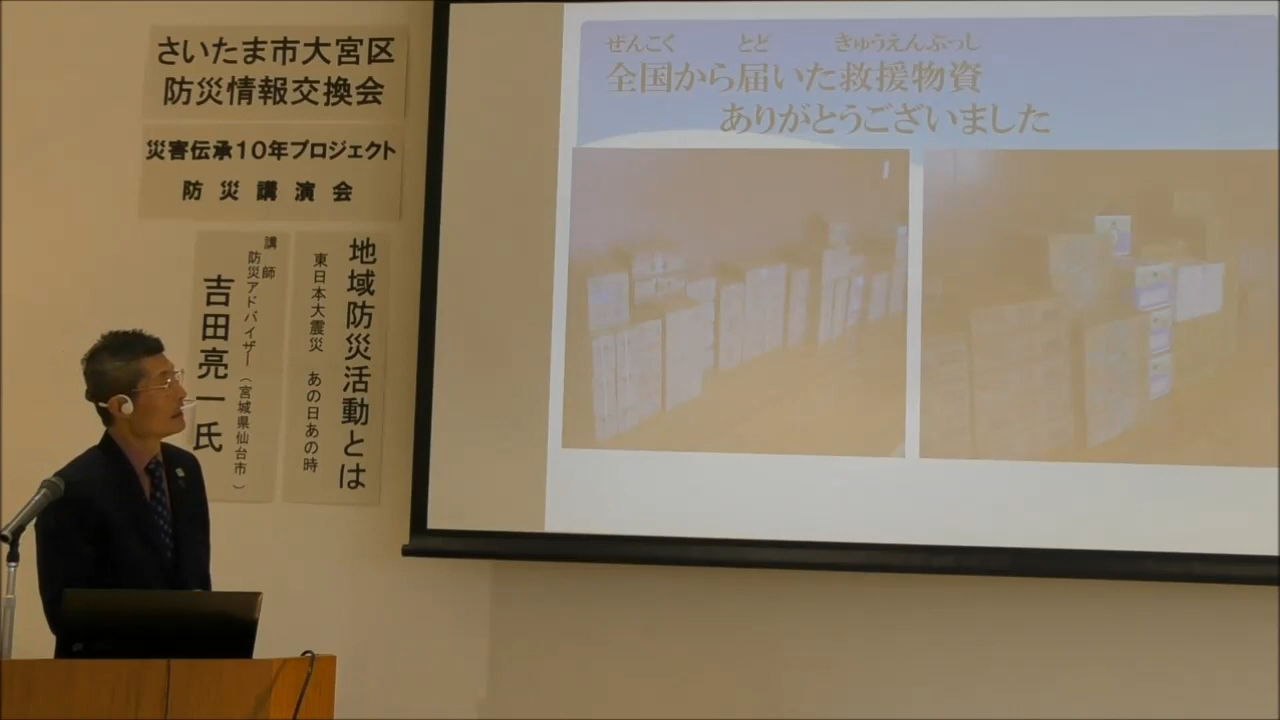 さいたま市大宮区
防災情報交換会
災害伝承10年プロジェクト
防災講演会
地域防災活動とは
東日本大震災　あの日あの時
講師
防災アドバイザー（宮城県仙台市）
吉田亮一氏
ぜんこく　とど　きゅうえんぶっし
全国から届いた救援物資
ありがとうございました